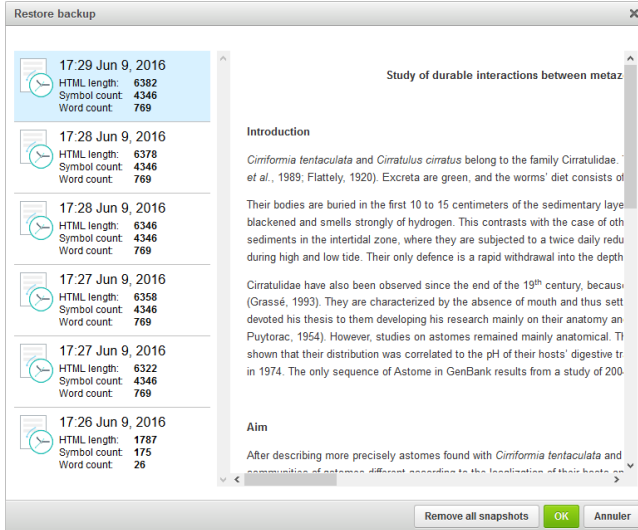 Restore backup
17:29 Jun 9, 2016
HTML length: 6382
Symbol count: 4346
Word count: 769
17:28 Jun 9, 2016
HTML length: 6378
Symbol count: 4346
Word count: 769
17:28 Jun 9, 2016
HTML length: 6346
Symbol count: 4346
Word count: 769
17:27 Jun 9, 2016
HTML length: 6358
Symbol count: 4346
Word count: 769
17:27 Jun 9, 2016
HTML length: 6322
Symbol count: 4346
Word count: 769
17:26 Jun 9, 2016
HTML length: 1787
Symbol count: 175
Word count: 26
Study of durable interactions between metaz
Introduction
Cirriformia tentaculata and Cirratulus cirratus belong to the family Cirratulidae.
et al., 1989; Flattely, 1920). Excreta are green, and the worms' diet consists of
Their bodies are buried in the first 10 to 15 centimeters of the sedimentary laye
blackened and smells strongly of hydrogen. This contrasts with the case of oth
sediments in the intertidal zone, where they are subjected to a twice daily redu
during high and low tide. Their only defence is a rapid withdrawal into the depth
Cirratulidae have also been observed since the end of the 19th century, becaus
(Grassé, 1993). They are characterized by the absence of mouth and thus sett
devoted his thesis to them developing his research mainly on their anatomy an
Puytorac, 1954). However, studies on astomes remained mainly anatomical. Th
shown that their distribution was correlated to the pH of their hosts' digestive tr
in 1974. The only sequence of Astome in GenBank results from a study of 200
Aim
After describing more precisely astomes found with Cirriformia tentaculata and
communities of astomes different according to the localization of their hosts
Remove all snapshots
OK
Annuler